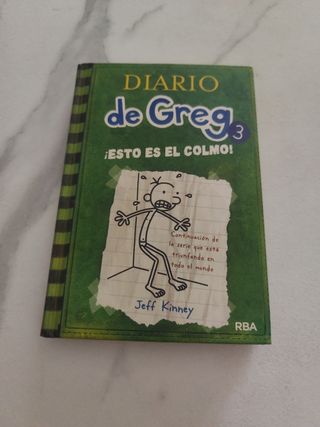 DIARIO
de Greg 3
¡ESTO ES EL COLMO!
Continuación de
la serie que está
triunfando en
todo el mundo
Jeff Kinney
RBA